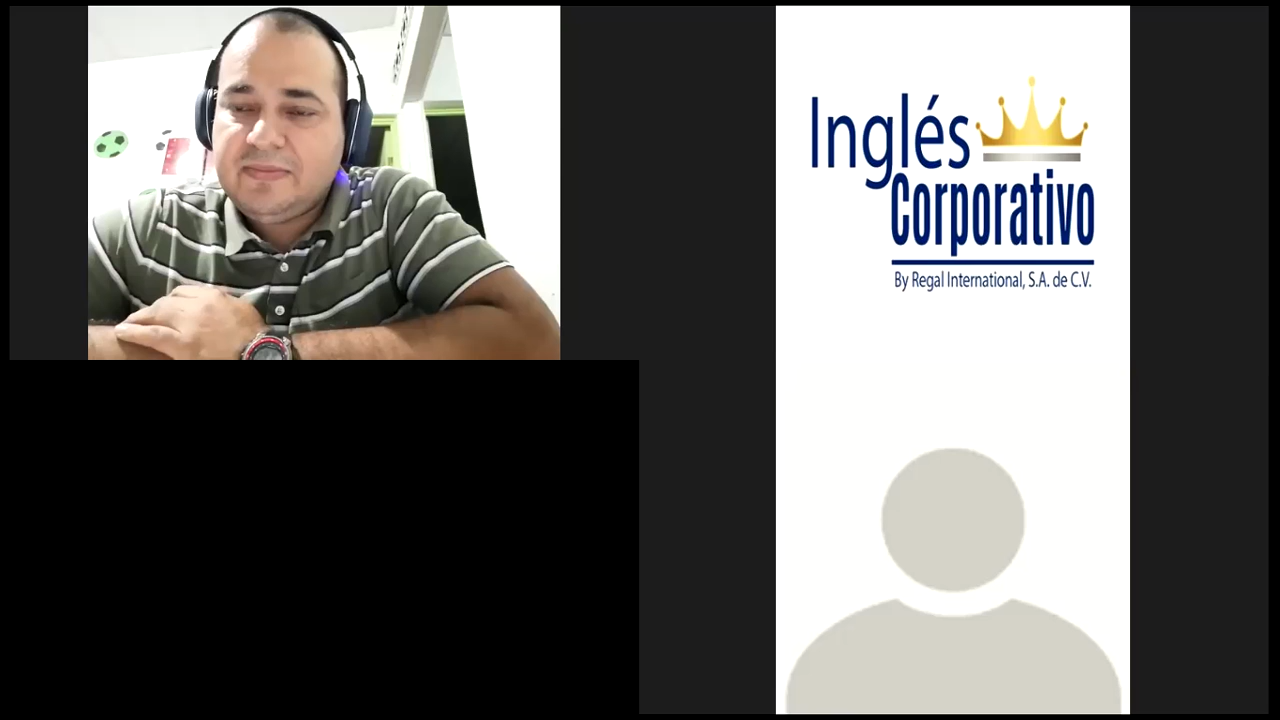 Inglés
Corporativo
By Regal International, S.A. de C.V.